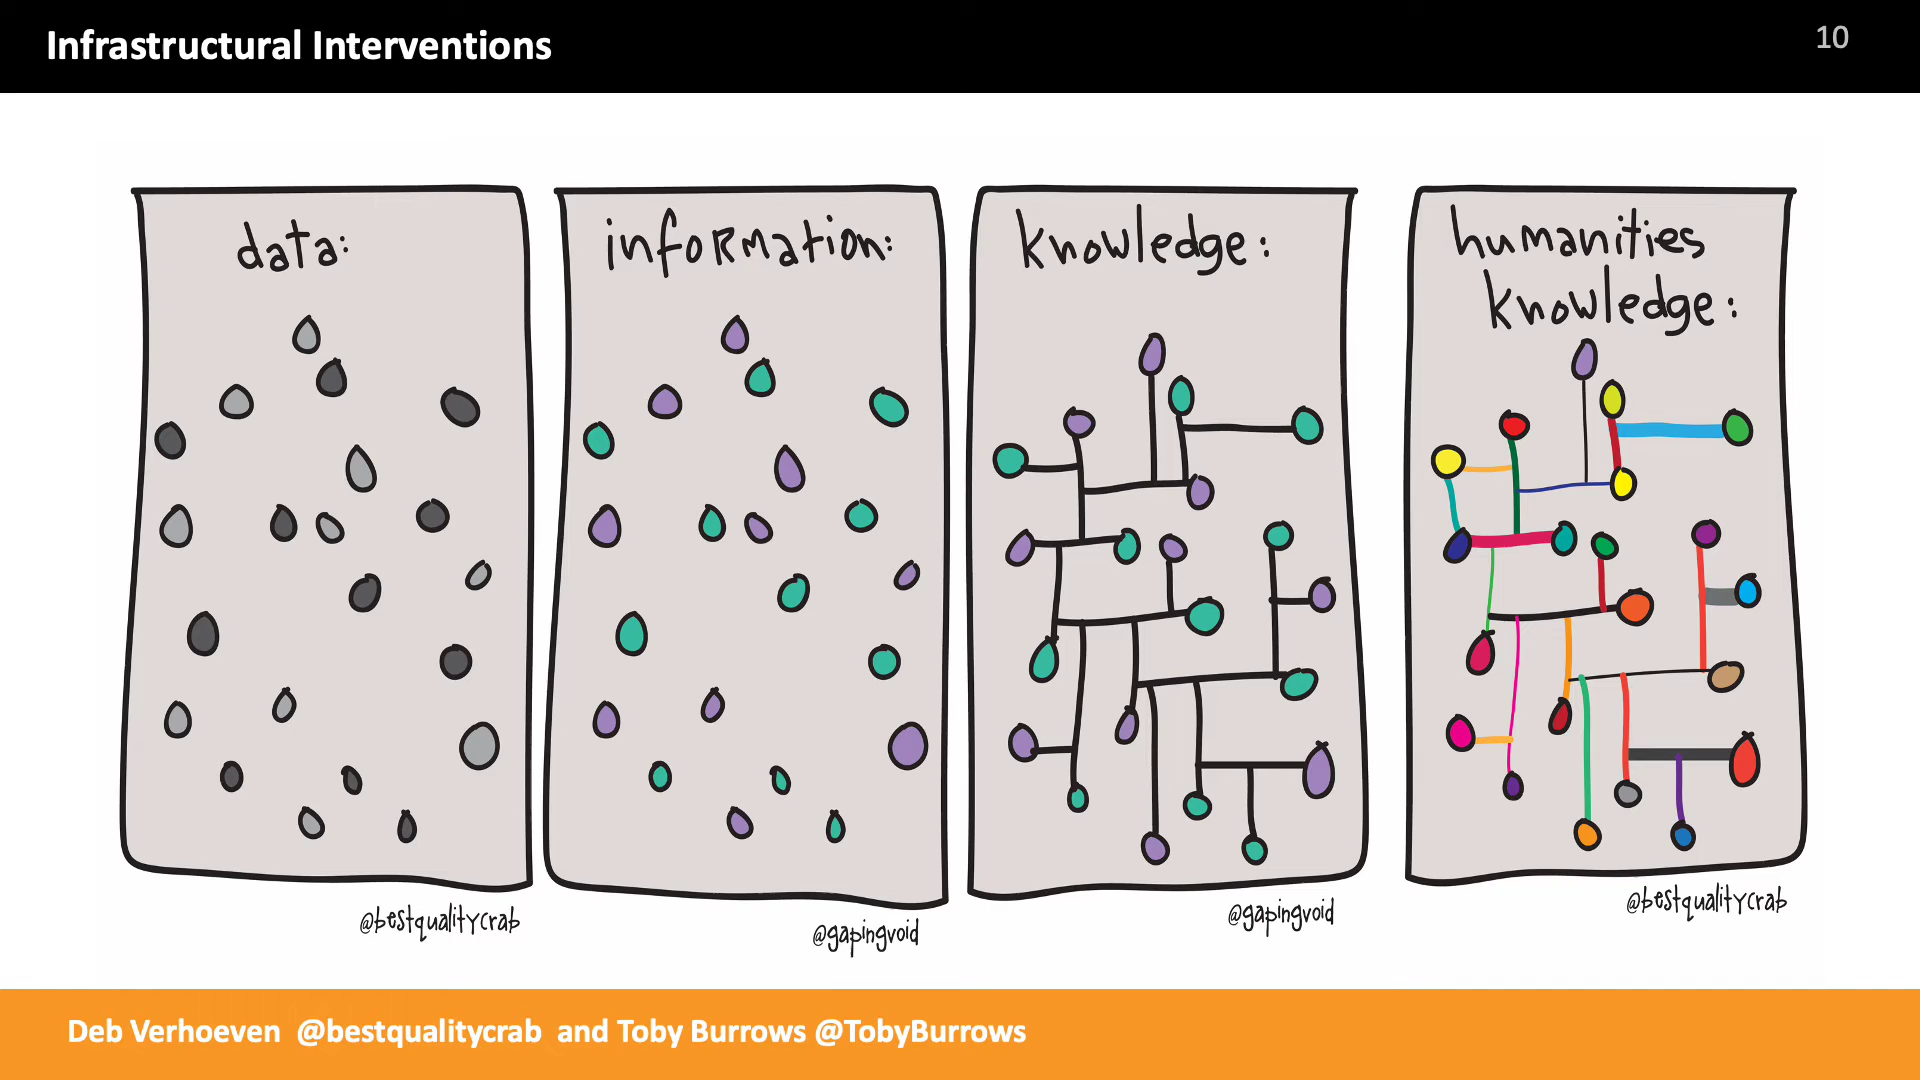 Infrastructural Interventions
10
data:
information:
knowledge:
humanities
knowledge:
@bestqualitycrab
@gapingvoid
@gapingvoid
@bestqualitycrab
Deb Verhoeven @bestqualitycrab and Toby Burrows @TobyBurrows